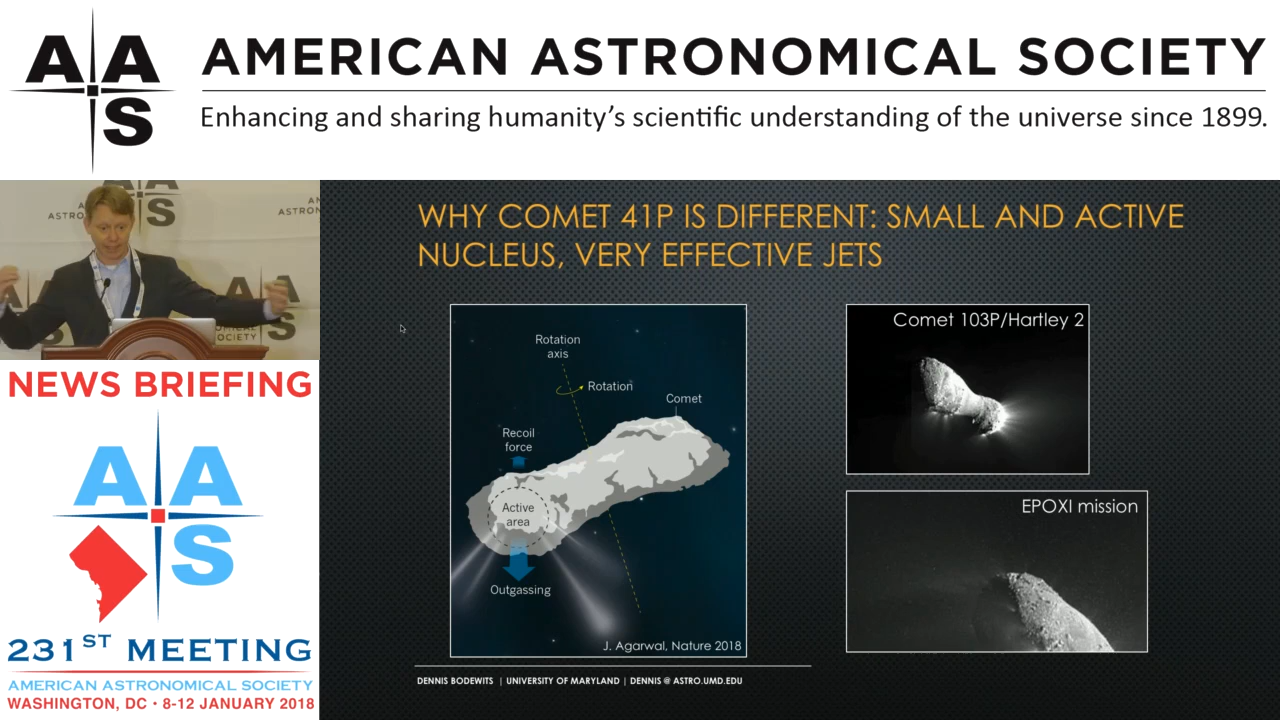 AAS
AMERICAN ASTRONOMICAL SOCIETY
Enhancing and sharing humanity's scientific understanding of the universe since 1899.
NEWS BRIEFING
AAS
231ST MEETING
AMERICAN ASTRONOMICAL SOCIETY
WASHINGTON, DC • 8-12 JANUARY 2018
WHY COMET 41P IS DIFFERENT: SMALL AND ACTIVE
NUCLEUS, VERY EFFECTIVE JETS
Rotation
axis
Rotation
Comet
Recoil
force
Active
area
Outgassing
J. Agarwal, Nature 2018
Comet 103P/Hartley 2
EPOXI mission
DENNIS BODEWITS | UNIVERSITY OF MARYLAND | DENNIS @ ASTRO.UMD.EDU